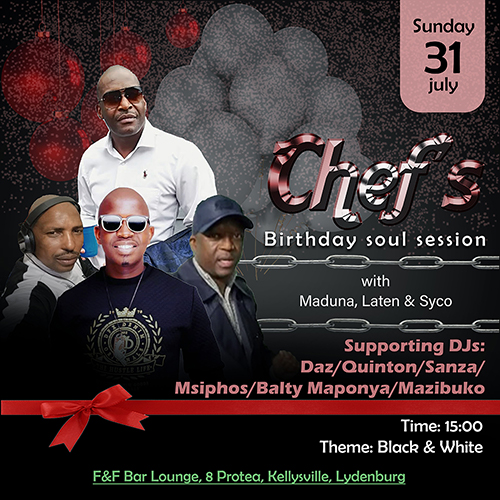 Sunday
31
july
Chef's
Birthday soul session
with
Maduna, Laten & Syco
Supporting DJs:
Daz/Quinton/Sanza/
Msiphos/Balty Maponya/Mazibuko
Time: 15:00
Theme: Black & White
F&F Bar Lounge, 8 Protea, Kellysville, Lydenburg